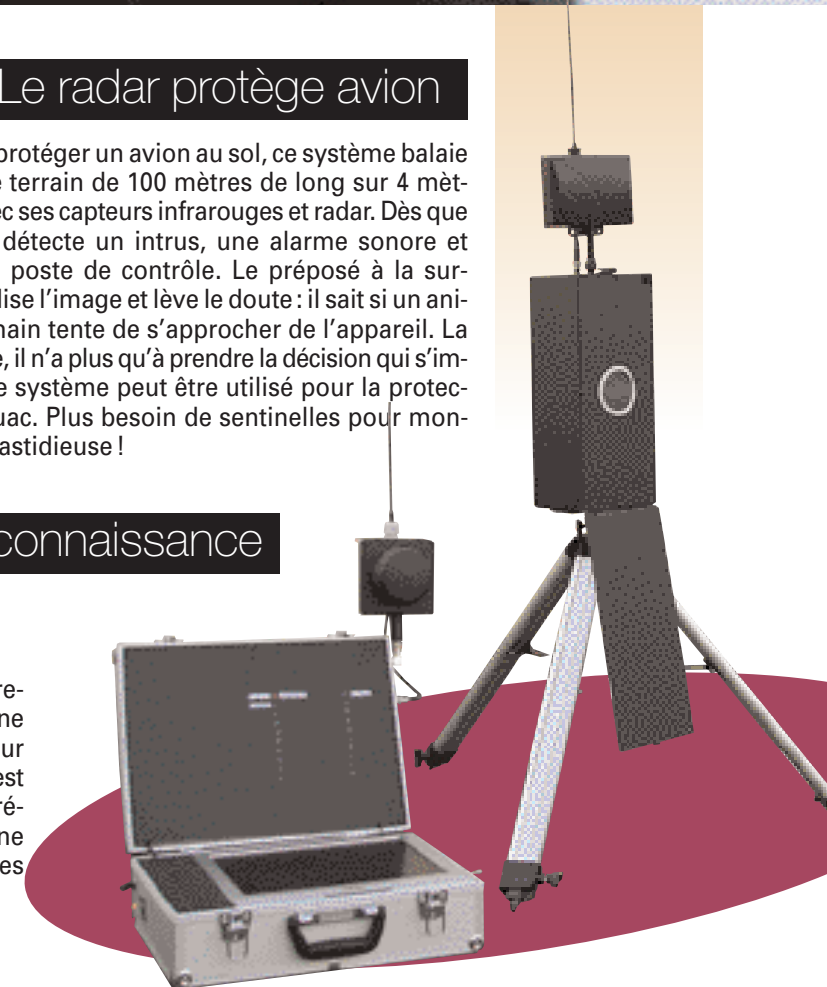 Le radar protège avion
protéger un avion au sol, ce système balaie
terrain de 100 mètres de long sur 4 mèt-
ses capteurs infrarouges et radar. Dès que
détecte un intrus, une alarme sonore et
poste de contrôle. Le préposé à la sur-
lise l'image et lève le doute : il sait si un ani-
main tente de s'approcher de l'appareil. La
, il n'a plus qu'à prendre la décision qui s'im-
e système peut être utilisé pour la protec-
uac. Plus besoin de sentinelles pour mon-
astidieuse !
connaissance
re-
ne
ur
est
ré-
ne
es